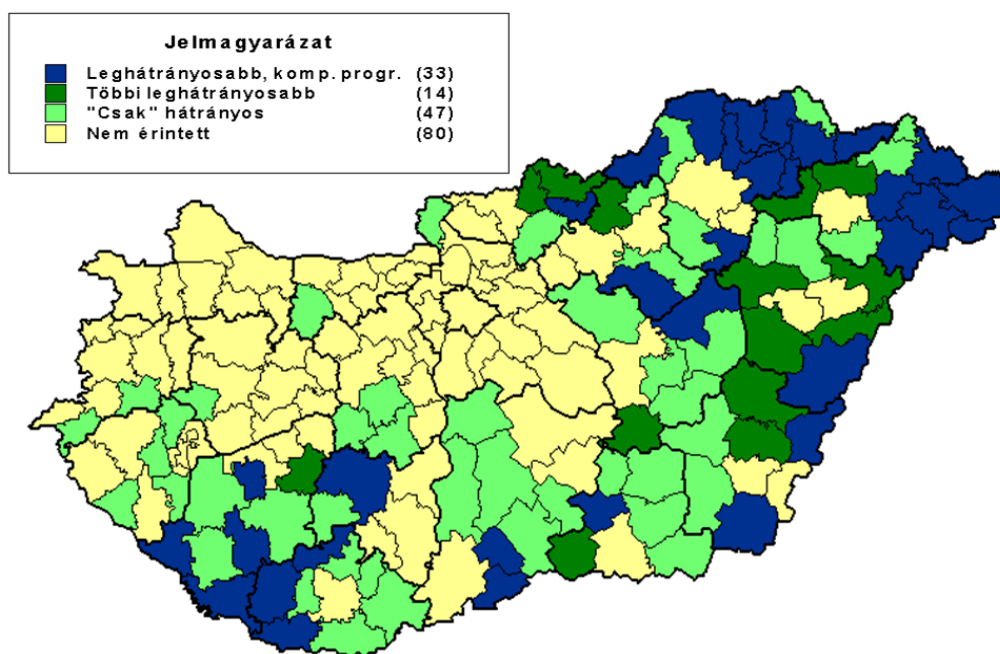 Jelmagyarázat
Leghátrányosabb, komp. progr. (33)
Többi leghátrányosabb (14)
"Csak" hátrányos (47)
Nem érintett (80)